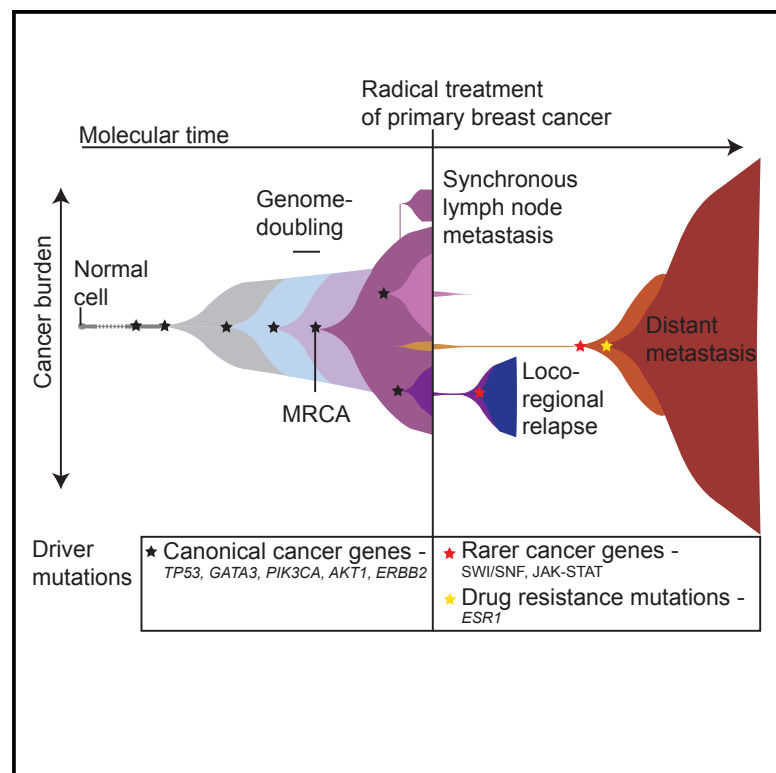 Radical treatment
of primary breast cancer
Molecular time
Synchronous
lymph node
metastasis
Genome-
doubling
Normal
cell
Cancer burden
Distant
metastasis
Loco-
regional
relapse
MRCA
Driver
mutations
Canonical cancer genes -
TP53, GATA3, PIK3CA, AKT1, ERBB2
Rarer cancer genes -
SWI/SNF, JAK-STAT
Drug resistance mutations -
ESR1